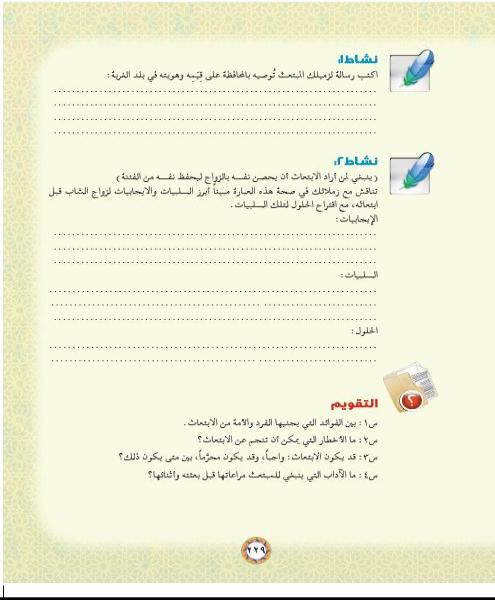 نشاط١:
اكتب رسالة لزميلك المبتعث تُوصيه بالمحافظة على قِيَمِه وهويته في بلد الغربة:
نشاط٢:
(ينبغي لمن أراد الابتعاث أن يحصن نفسه بالزواج ليحفظ نفسه من الفتنة)
تناقش مع زملائك في صحة هذه العبارة مبيناً أبرز السلبيات والايجابيات لزواج الشاب قبل
ابتعاثه، مع اقتراح الحلول لتلك السلبيات.
الإيجابيات:
السلبيات:
الحلول:
؟
التقويم
س١: بين الفوائد التي يجنيها الفرد والأمة من الابتعاث.
س٢: ما الأخطار التي يمكن أن تنجم عن الابتعاث؟
س٣: قد يكون الابتعاث: واجباً، وقد يكون محرَّماً، بين متى يكون ذلك؟
س٤: ما الآداب التي ينبغي للمبتعث مراعاتها قبل بعثته وأثنائها؟
٢٢٩